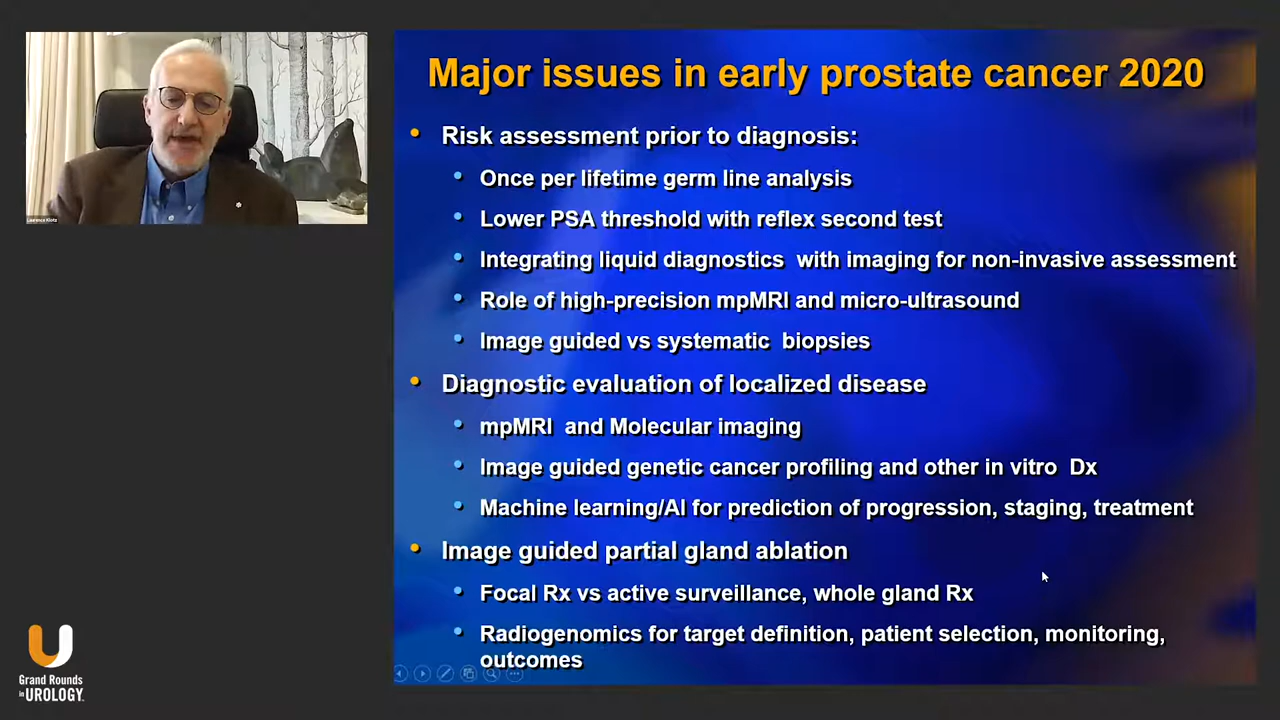 Major issues in early prostate cancer 2020
Risk assessment prior to diagnosis:
Once per lifetime germ line analysis
Lower PSA threshold with reflex second test
Integrating liquid diagnostics with imaging for non-invasive assessment
Role of high-precision mpMRI and micro-ultrasound
Image guided vs systematic biopsies
Diagnostic evaluation of localized disease
mpMRI and Molecular imaging
Image guided genetic cancer profiling and other in vitro Dx
Machine learning/AI for prediction of progression, staging, treatment
Image guided partial gland ablation
Focal Rx vs active surveillance, whole gland Rx
Radiogenomics for target definition, patient selection, monitoring,
outcomes
Laurence Klotz
Grand Rounds
in UROLOGY